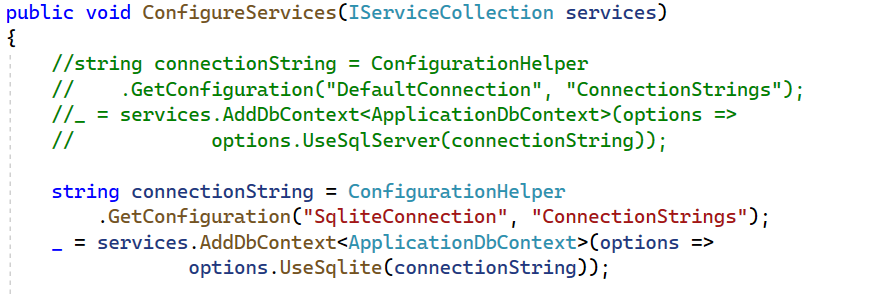 public void ConfigureServices(IServiceCollection services)
{
    //string connectionString = ConfigurationHelper
    //    .GetConfiguration("DefaultConnection", "ConnectionStrings");
    //_ = services.AddDbContext<ApplicationDbContext>(options =>
    //            options.UseSqlServer(connectionString));

    string connectionString = ConfigurationHelper
        .GetConfiguration("SqliteConnection", "ConnectionStrings");
    _ = services.AddDbContext<ApplicationDbContext>(options =>
                options.UseSqlite(connectionString));